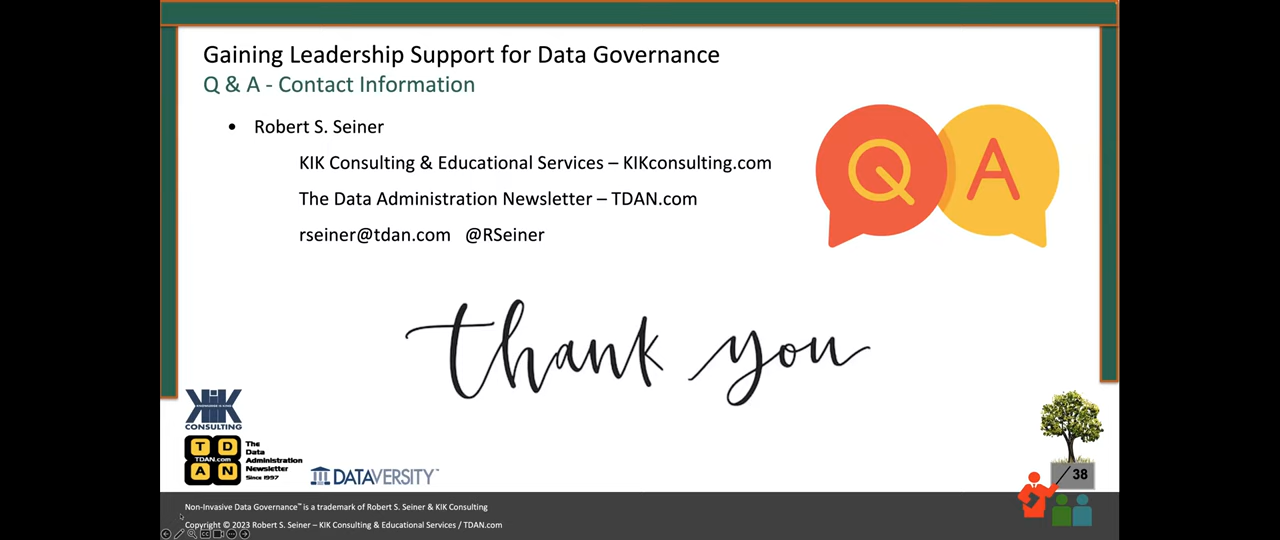 Gaining Leadership Support for Data Governance
Q & A - Contact Information
• Robert S. Seiner
KIK Consulting & Educational Services – KIKconsulting.com
The Data Administration Newsletter – TDAN.com
rseiner@tdan.com @RSeiner
Q A
thank you
KIK
CONSULTING
T D
TDAN.com
A N
The
Data
Administration
Newsletter
Since 1997
DATAVERSITY™
38
Non-Invasive Data Governance™ is a trademark of Robert S. Seiner & KIK Consulting
Copyright © 2023 Robert S. Seiner – KIK Consulting & Educational Services / TDAN.com